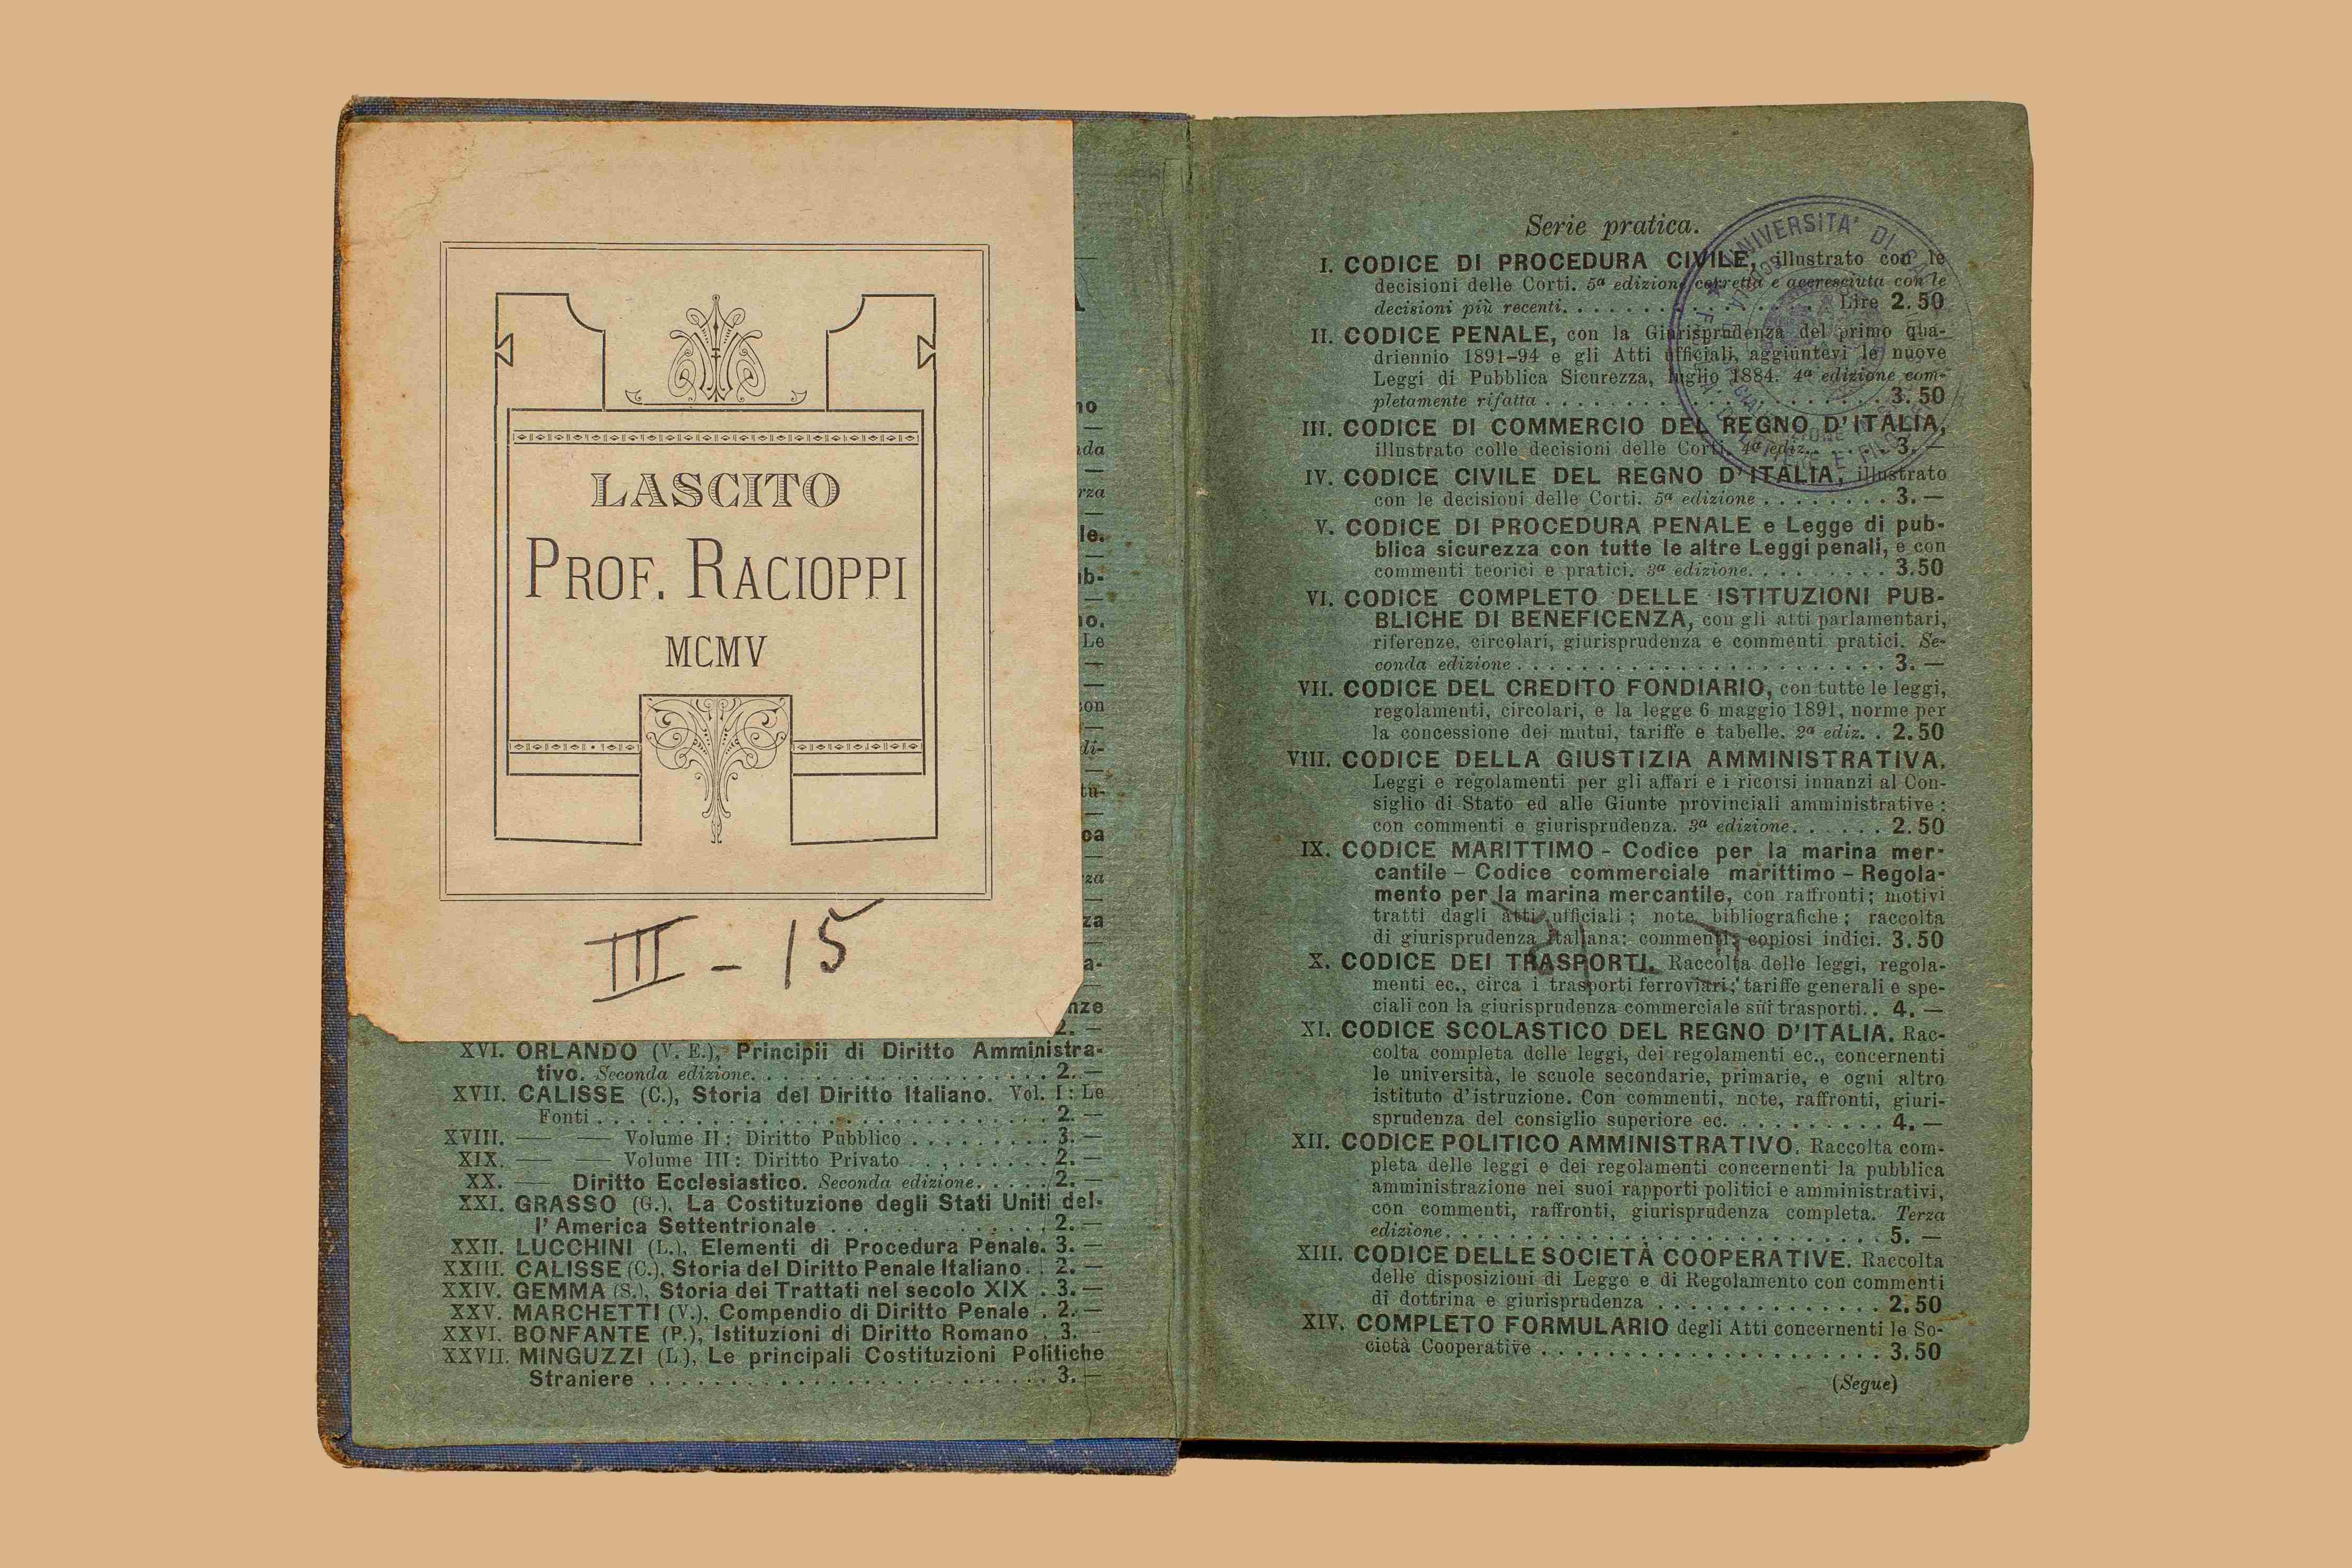 LASCITO
PROF. RACIOPPI
MCMV
III - 15
no
nda
rza
le.
ub-
no.
Le
con
di-
tu-
ca
rza
za
a-
nze
2. —
XVI. ORLANDO (V. E.), Principii di Diritto Amministra-
tivo. Seconda edizione. . . . . . . . . . . . . . . . . . 2. —
XVII. CALISSE (C.), Storia del Diritto Italiano. Vol. I: Le
Fonti . . . . . . . . . . . . . . . . . . . . . . . . . . . 2. —
XVIII. — — Volume II: Diritto Pubblico . . . . . . . . . 3. —
XIX. — — Volume III: Diritto Privato . . . . . . . . . 2. —
XX. — Diritto Ecclesiastico. Seconda edizione. . . . . 2. —
XXI. GRASSO (G.), La Costituzione degli Stati Uniti del-
l'America Settentrionale . . . . . . . . . . . . . . 2. —
XXII. LUCCHINI (L.), Elementi di Procedura Penale. 3. —
XXIII. CALISSE (C.), Storia del Diritto Penale Italiano. . 2. —
XXIV. GEMMA (S.), Storia dei Trattati nel secolo XIX . 3. —
XXV. MARCHETTI (V.), Compendio di Diritto Penale . 2. —
XXVI. BONFANTE (P.), Istituzioni di Diritto Romano . 3. —
XXVII. MINGUZZI (L.), Le principali Costituzioni Politiche
Straniere . . . . . . . . . . . . . . . . . . . . . . . . 3. —
Serie pratica.
UNIVERSITA' DI
I. CODICE DI PROCEDURA CIVILE, illustrato con le
decisioni delle Corti. 5ª edizione corretta e accresciuta con le
decisioni più recenti. . . . . . . . . . . . . . . . Lire 2.50
II. CODICE PENALE, con la Giurisprudenza del primo qua-
driennio 1891-94 e gli Atti ufficiali, aggiuntevi le nuove
Leggi di Pubblica Sicurezza, luglio 1884. 4ª edizione com-
pletamente rifatta . . . . . . . . . . . . . . . . . . . . . 3.50
III. CODICE DI COMMERCIO DEL REGNO D'ITALIA,
illustrato colle decisioni delle Corti. 4ª ediz. . . . . . 3. —
IV. CODICE CIVILE DEL REGNO D'ITALIA, illustrato
con le decisioni delle Corti. 5ª edizione . . . . . . . . 3. —
V. CODICE DI PROCEDURA PENALE e Legge di pub-
blica sicurezza con tutte le altre Leggi penali, e con
commenti teorici e pratici. 3ª edizione. . . . . . . . . 3.50
VI. CODICE COMPLETO DELLE ISTITUZIONI PUB-
BLICHE DI BENEFICENZA, con gli atti parlamentari,
riferenze, circolari, giurisprudenza e commenti pratici. Se-
conda edizione . . . . . . . . . . . . . . . . . . . . . . . 3. —
VII. CODICE DEL CREDITO FONDIARIO, con tutte le leggi,
regolamenti, circolari, e la legge 6 maggio 1891, norme per
la concessione dei mutui, tariffe e tabelle. 2ª ediz. . 2.50
VIII. CODICE DELLA GIUSTIZIA AMMINISTRATIVA.
Leggi e regolamenti per gli affari e i ricorsi innanzi al Con-
siglio di Stato ed alle Giunte provinciali amministrative:
con commenti e giurisprudenza. 3ª edizione. . . . . . 2.50
IX. CODICE MARITTIMO - Codice per la marina mer-
cantile - Codice commerciale marittimo - Regola-
mento per la marina mercantile, con raffronti; motivi
tratti dagli atti ufficiali; note bibliografiche; raccolta
di giurisprudenza italiana; commenti; copiosi indici. 3.50
X. CODICE DEI TRASPORTI. Raccolta delle leggi, regola-
menti ec., circa i trasporti ferroviari; tariffe generali e spe-
ciali con la giurisprudenza commerciale sui trasporti. . 4. —
XI. CODICE SCOLASTICO DEL REGNO D'ITALIA. Rac-
colta completa delle leggi, dei regolamenti ec., concernenti
le università, le scuole secondarie, primarie, e ogni altro
istituto d'istruzione. Con commenti, note, raffronti, giuri-
sprudenza del consiglio superiore ec. . . . . . . . . . 4. —
XII. CODICE POLITICO AMMINISTRATIVO. Raccolta com-
pleta delle leggi e dei regolamenti concernenti la pubblica
amministrazione nei suoi rapporti politici e amministrativi,
con commenti, raffronti, giurisprudenza completa. Terza
edizione. . . . . . . . . . . . . . . . . . . . . . . . . . . 5. —
XIII. CODICE DELLE SOCIETÀ COOPERATIVE. Raccolta
delle disposizioni di Legge e di Regolamento con commenti
di dottrina e giurisprudenza . . . . . . . . . . . . . . 2.50
XIV. COMPLETO FORMULARIO degli Atti concernenti le So-
cietà Cooperative . . . . . . . . . . . . . . . . . . . . . 3.50
(Segue)